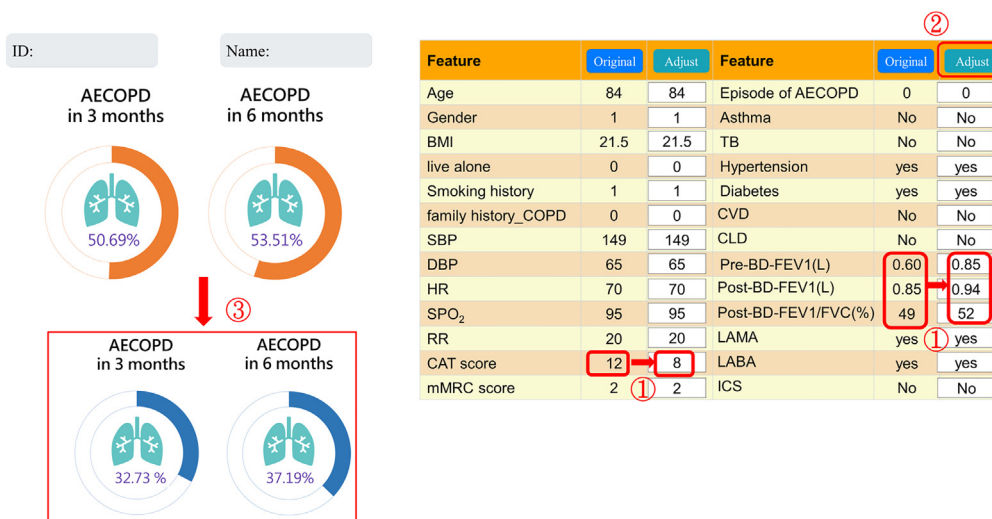 ID:
Name:
AECOPD
in 3 months
AECOPD
in 6 months
50.69%
53.51%
③
AECOPD
in 3 months
AECOPD
in 6 months
32.73 %
37.19%
②
Feature Original Adjust Feature Original Adjust
Age 84 84 Episode of AECOPD 0 0
Gender 1 1 Asthma No No
BMI 21.5 21.5 TB No No
live alone 0 0 Hypertension yes yes
Smoking history 1 1 Diabetes yes yes
family history_COPD 0 0 CVD No No
SBP 149 149 CLD No No
DBP 65 65 Pre-BD-FEV1(L) 0.60 0.85
HR 70 70 Post-BD-FEV1(L) 0.85 0.94
SPO₂ 95 95 Post-BD-FEV1/FVC(%) 49 52
RR 20 20 LAMA yes ① yes
CAT score 12 8 LABA yes yes
mMRC score 2 ① 2 ICS No No